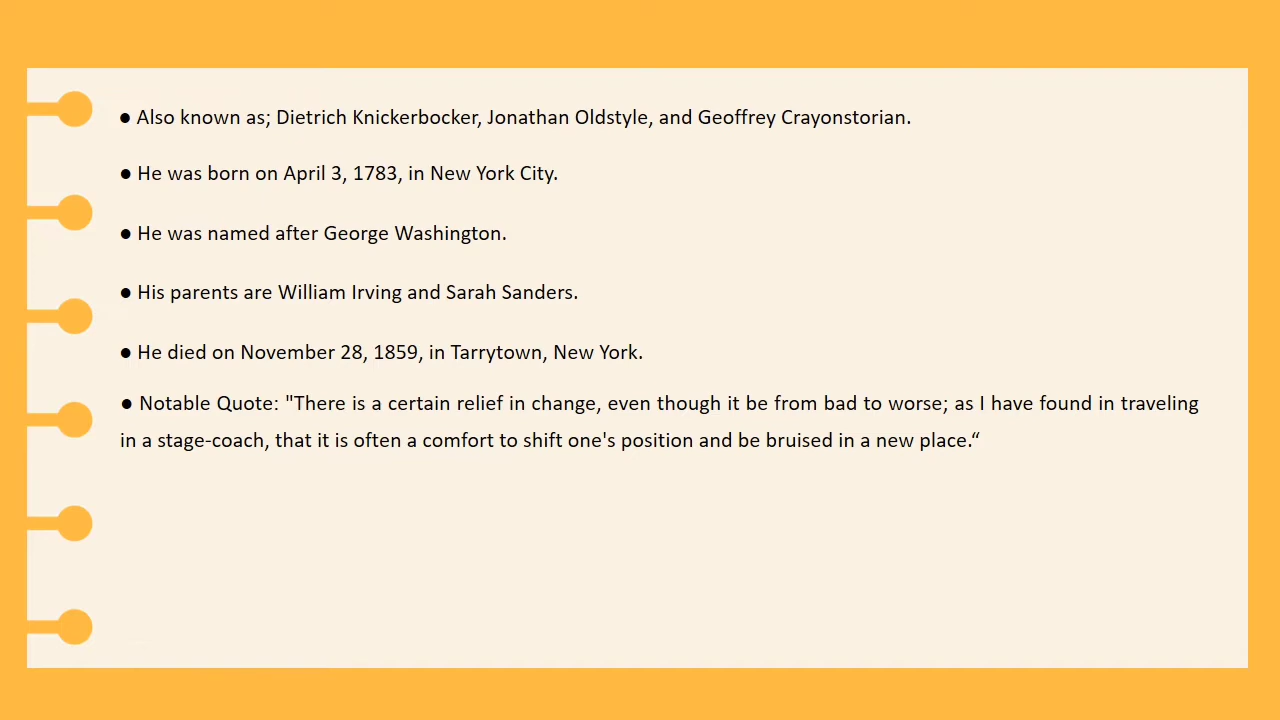 ● Also known as; Dietrich Knickerbocker, Jonathan Oldstyle, and Geoffrey Crayonstorian.
● He was born on April 3, 1783, in New York City.
● He was named after George Washington.
● His parents are William Irving and Sarah Sanders.
● He died on November 28, 1859, in Tarrytown, New York.
● Notable Quote: "There is a certain relief in change, even though it be from bad to worse; as I have found in traveling
in a stage-coach, that it is often a comfort to shift one's position and be bruised in a new place.“